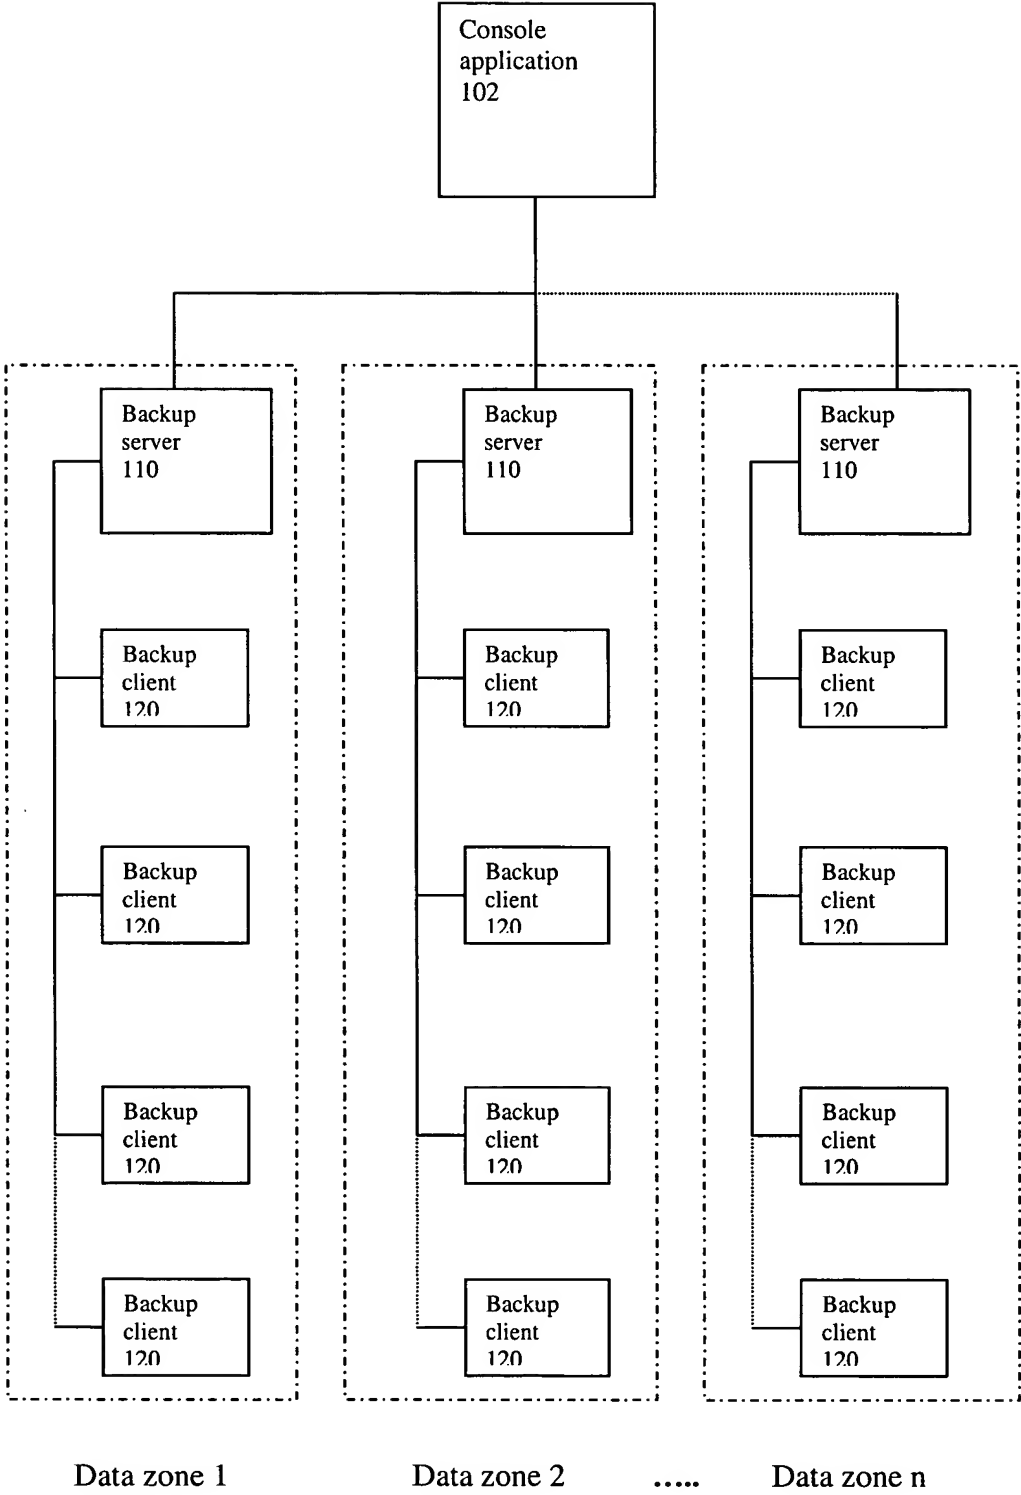 Console
application
102
Backup
server
110
Backup
server
110
Backup
server
110
Backup
client
120
Backup
client
120
Backup
client
120
Backup
client
120
Backup
client
120
Backup
client
120
Backup
client
120
Backup
client
120
Backup
client
120
Backup
client
120
Backup
client
120
Backup
client
120
Data zone 1
Data zone 2
.....
Data zone n